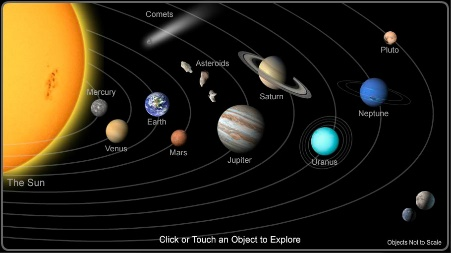 Comets
Pluto
Asteroids
Mercury
Saturn
Earth
Neptune
Venus
Mars
Jupiter
Uranus
The Sun
Click or Touch an Object to Explore
Objects Not to Scale